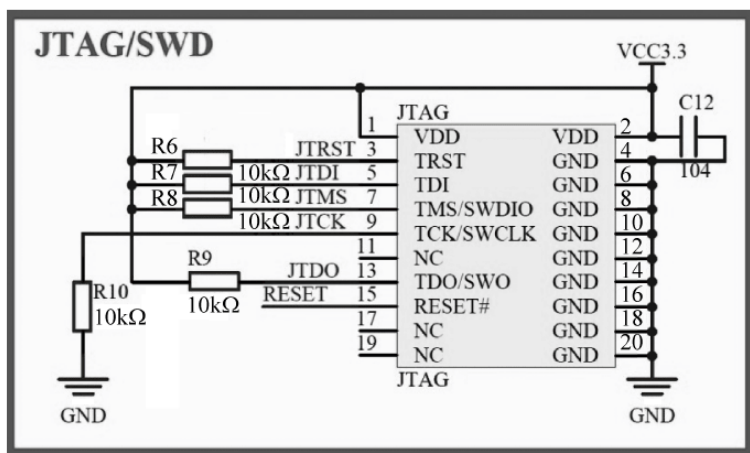 JTAG/SWD
VCC3.3
C12
104
JTAG
1 VDD VDD 2
R6 10kΩ JTRST 3 TRST GND 4
R7 10kΩ JTDI 5 TDI GND 6
R8 10kΩ JTMS 7 TMS/SWDIO GND 8
JTCK 9 TCK/SWCLK GND 10
11 NC GND 12
R9 10kΩ JTDO 13 TDO/SWO GND 14
RESET 15 RESET# GND 16
17 NC GND 18
19 NC GND 20
JTAG
R10
10kΩ
GND
GND